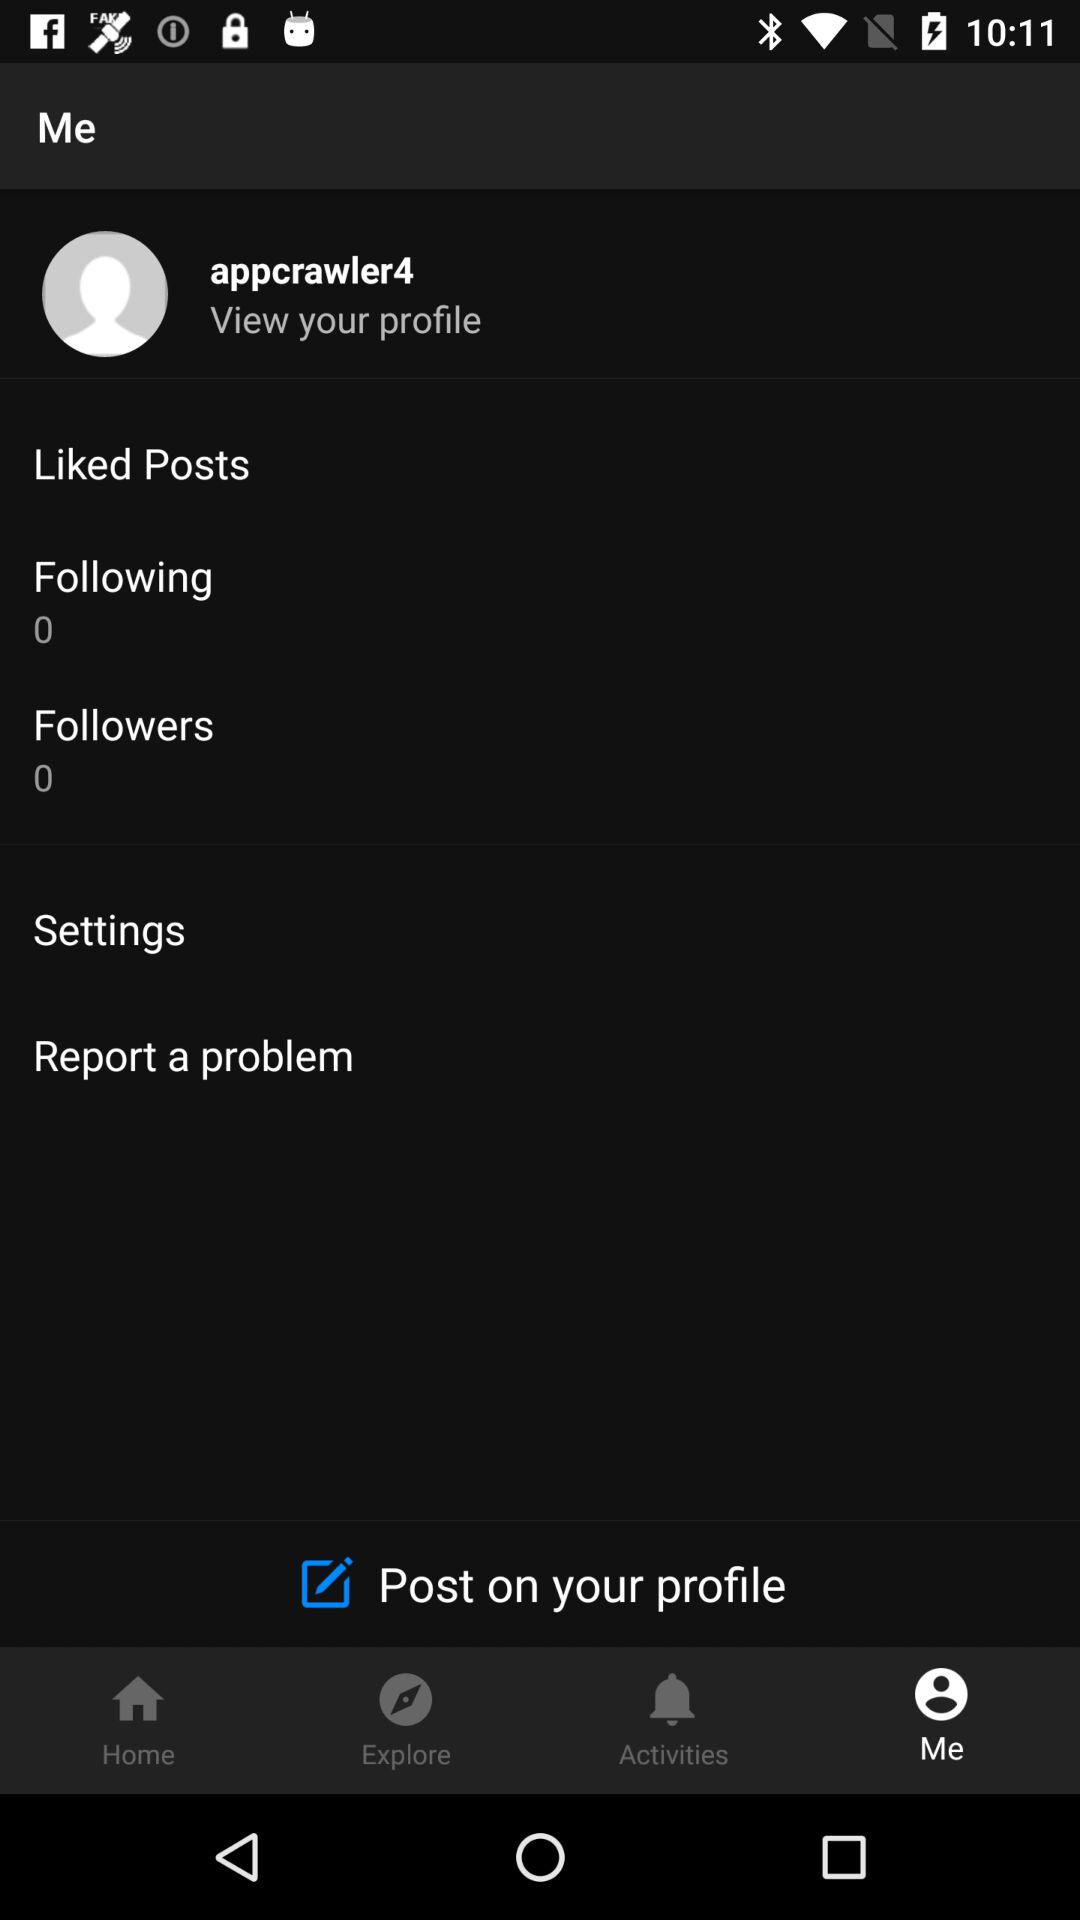 FAKE 10:11
Me
appcrawler4
View your profile
Liked Posts
Following
0
Followers
0
Settings
Report a problem
Post on your profile
Home Explore Activities Me